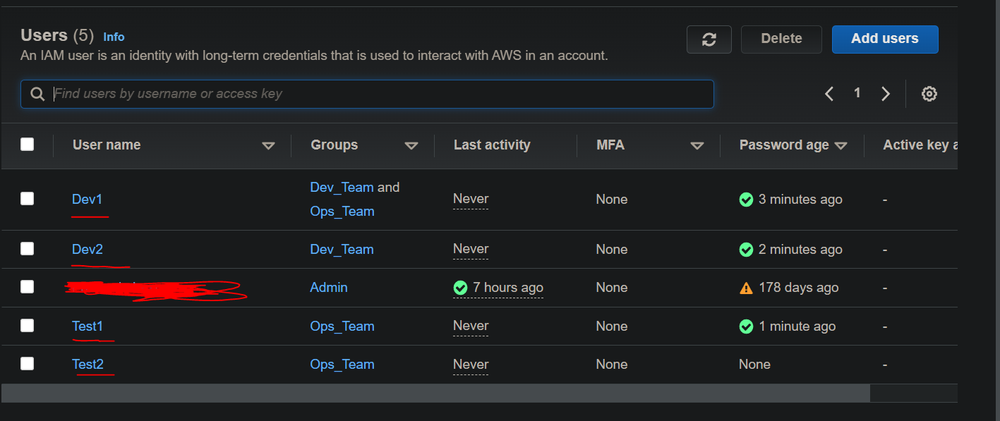 Users (5) Info
An IAM user is an identity with long-term credentials that is used to interact with AWS in an account.
Delete
Add users
Find users by username or access key
1
User name Groups Last activity MFA Password age Active key
Dev1 Dev_Team and Ops_Team Never None 3 minutes ago -
Dev2 Dev_Team Never None 2 minutes ago -
Admin 7 hours ago None 178 days ago -
Test1 Ops_Team Never None 1 minute ago -
Test2 Ops_Team Never None None -